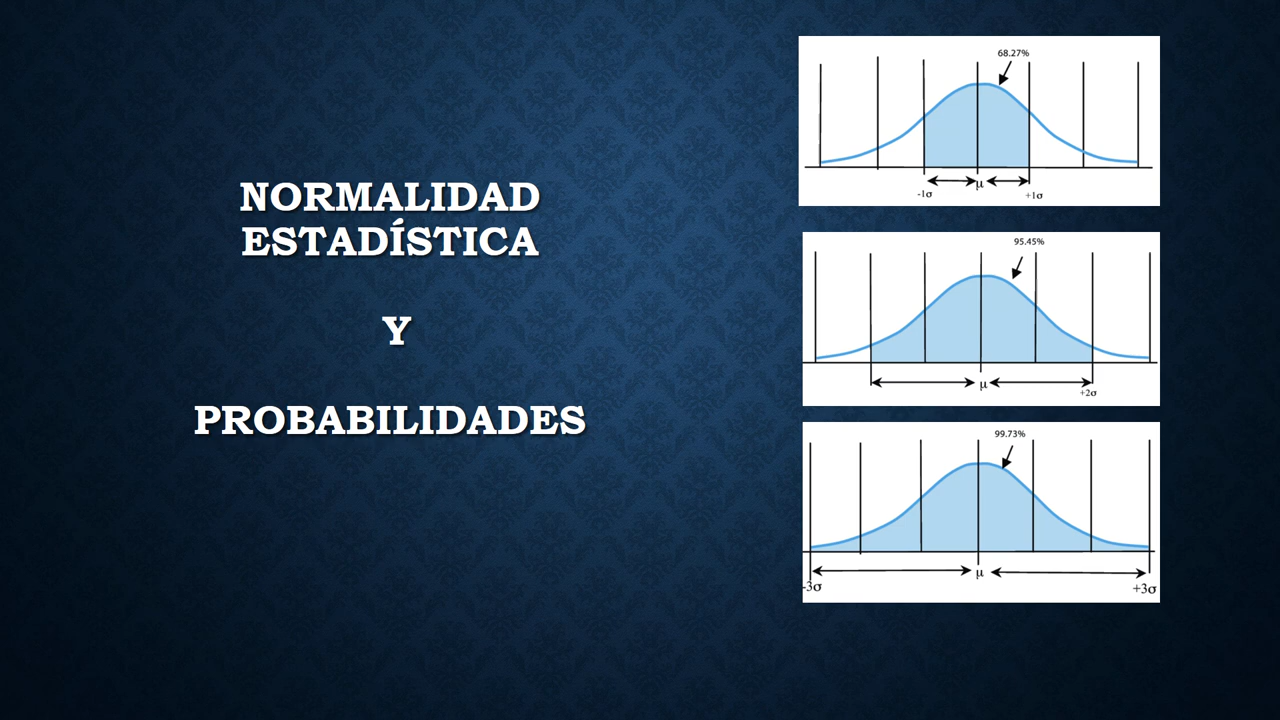 NORMALIDAD
ESTADÍSTICA
Y
PROBABILIDADES
68.27%
μ
-1σ
+1σ
95.45%
μ
+2σ
99.73%
μ
-3σ
+3σ